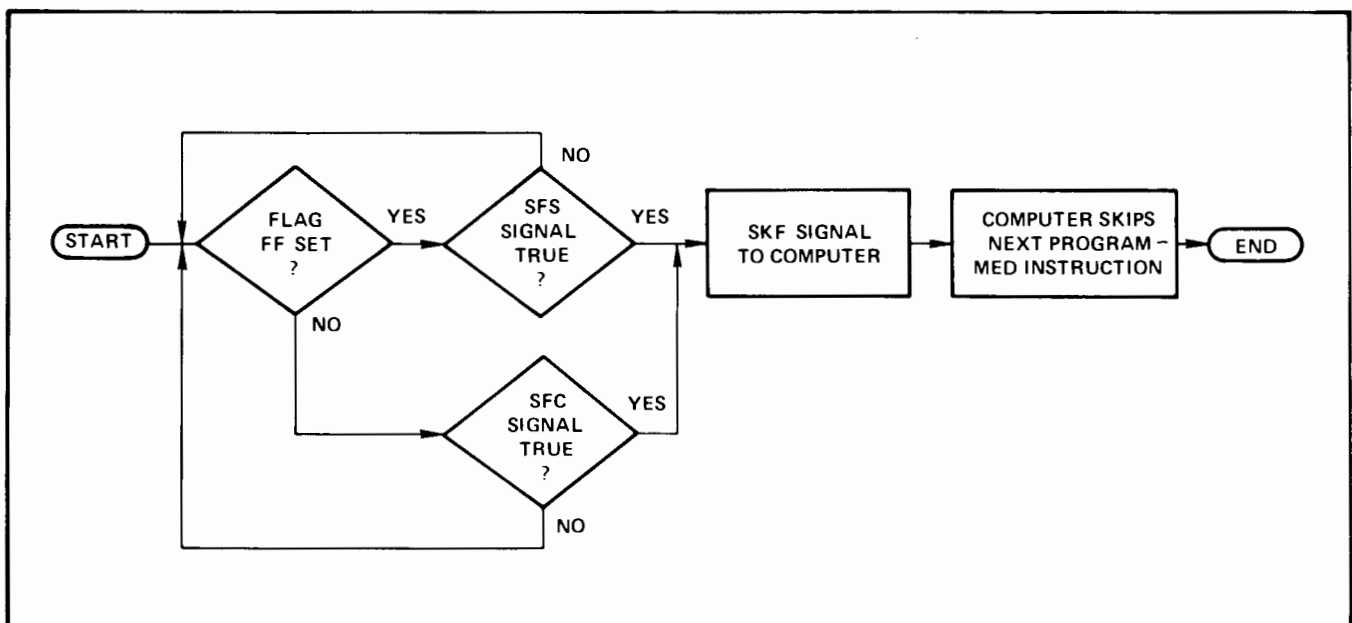 START
FLAG
FF SET
?
YES
NO
SFS
SIGNAL
TRUE
?
NO
YES
SFC
SIGNAL
TRUE
?
YES
NO
SKF SIGNAL
TO COMPUTER
COMPUTER SKIPS
NEXT PROGRAM-
MED INSTRUCTION
END